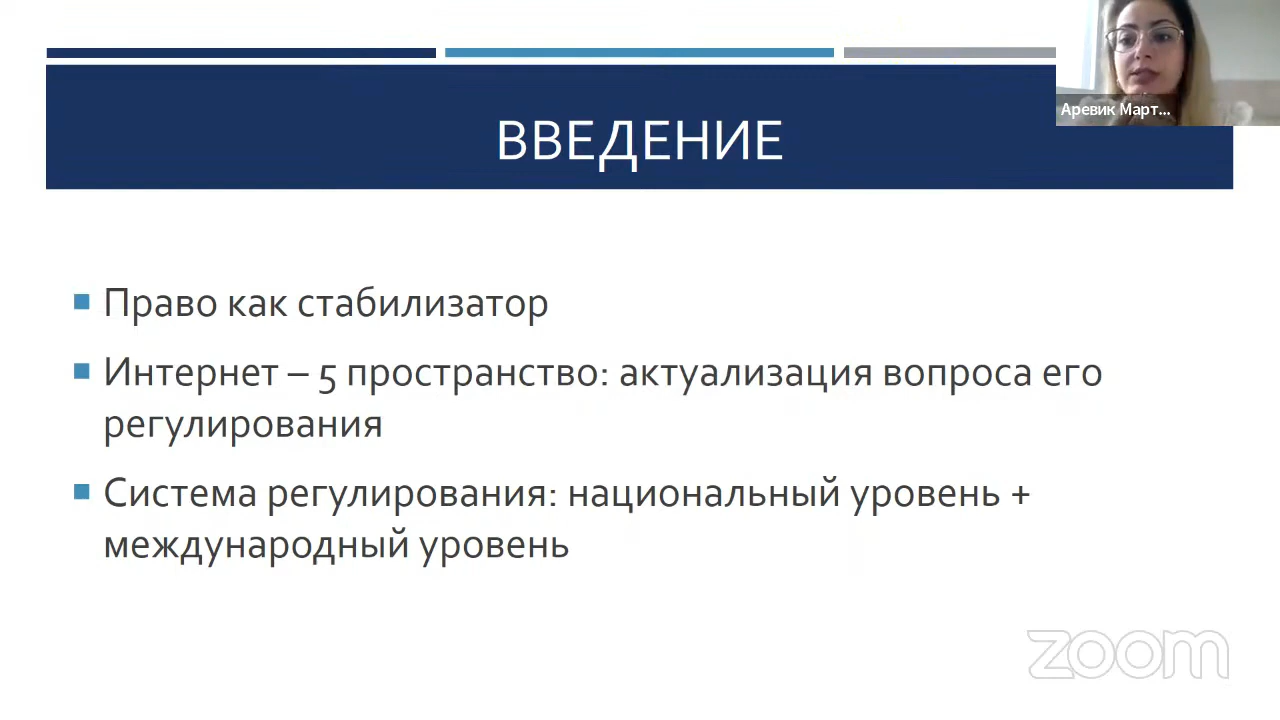 Аревик Март...
ВВЕДЕНИЕ
Право как стабилизатор
Интернет – 5 пространство: актуализация вопроса его
регулирования
Система регулирования: национальный уровень +
международный уровень
zoom